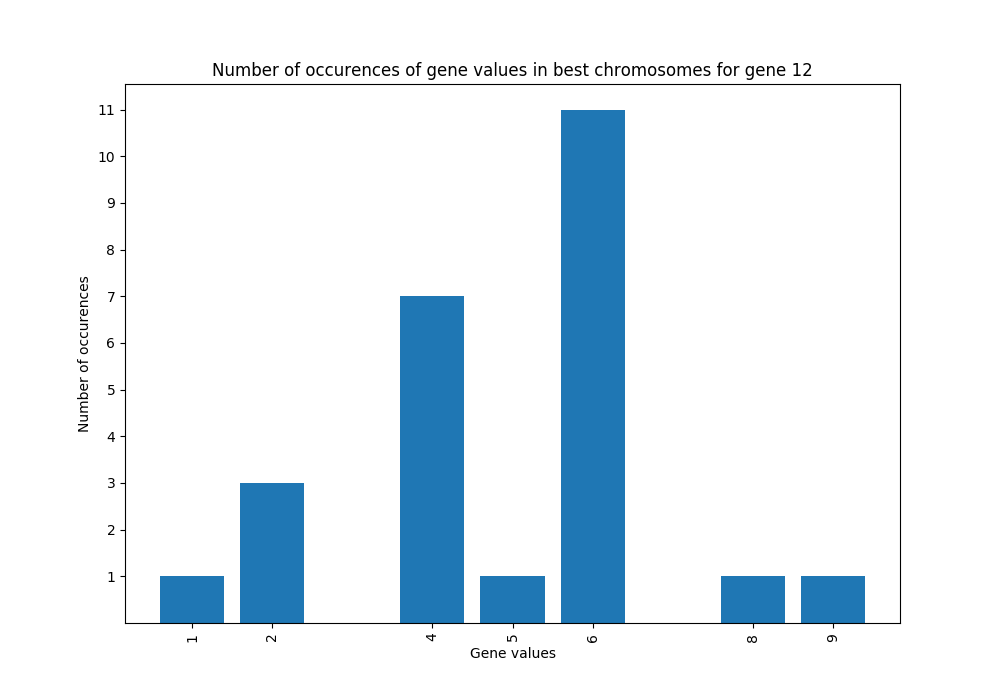 Number of occurences of gene values in best chromosomes for gene 12
11
10
9
8
7
6
5
4
3
2
1
Number of occurences
1 2 4 5 6 8 9
Gene values